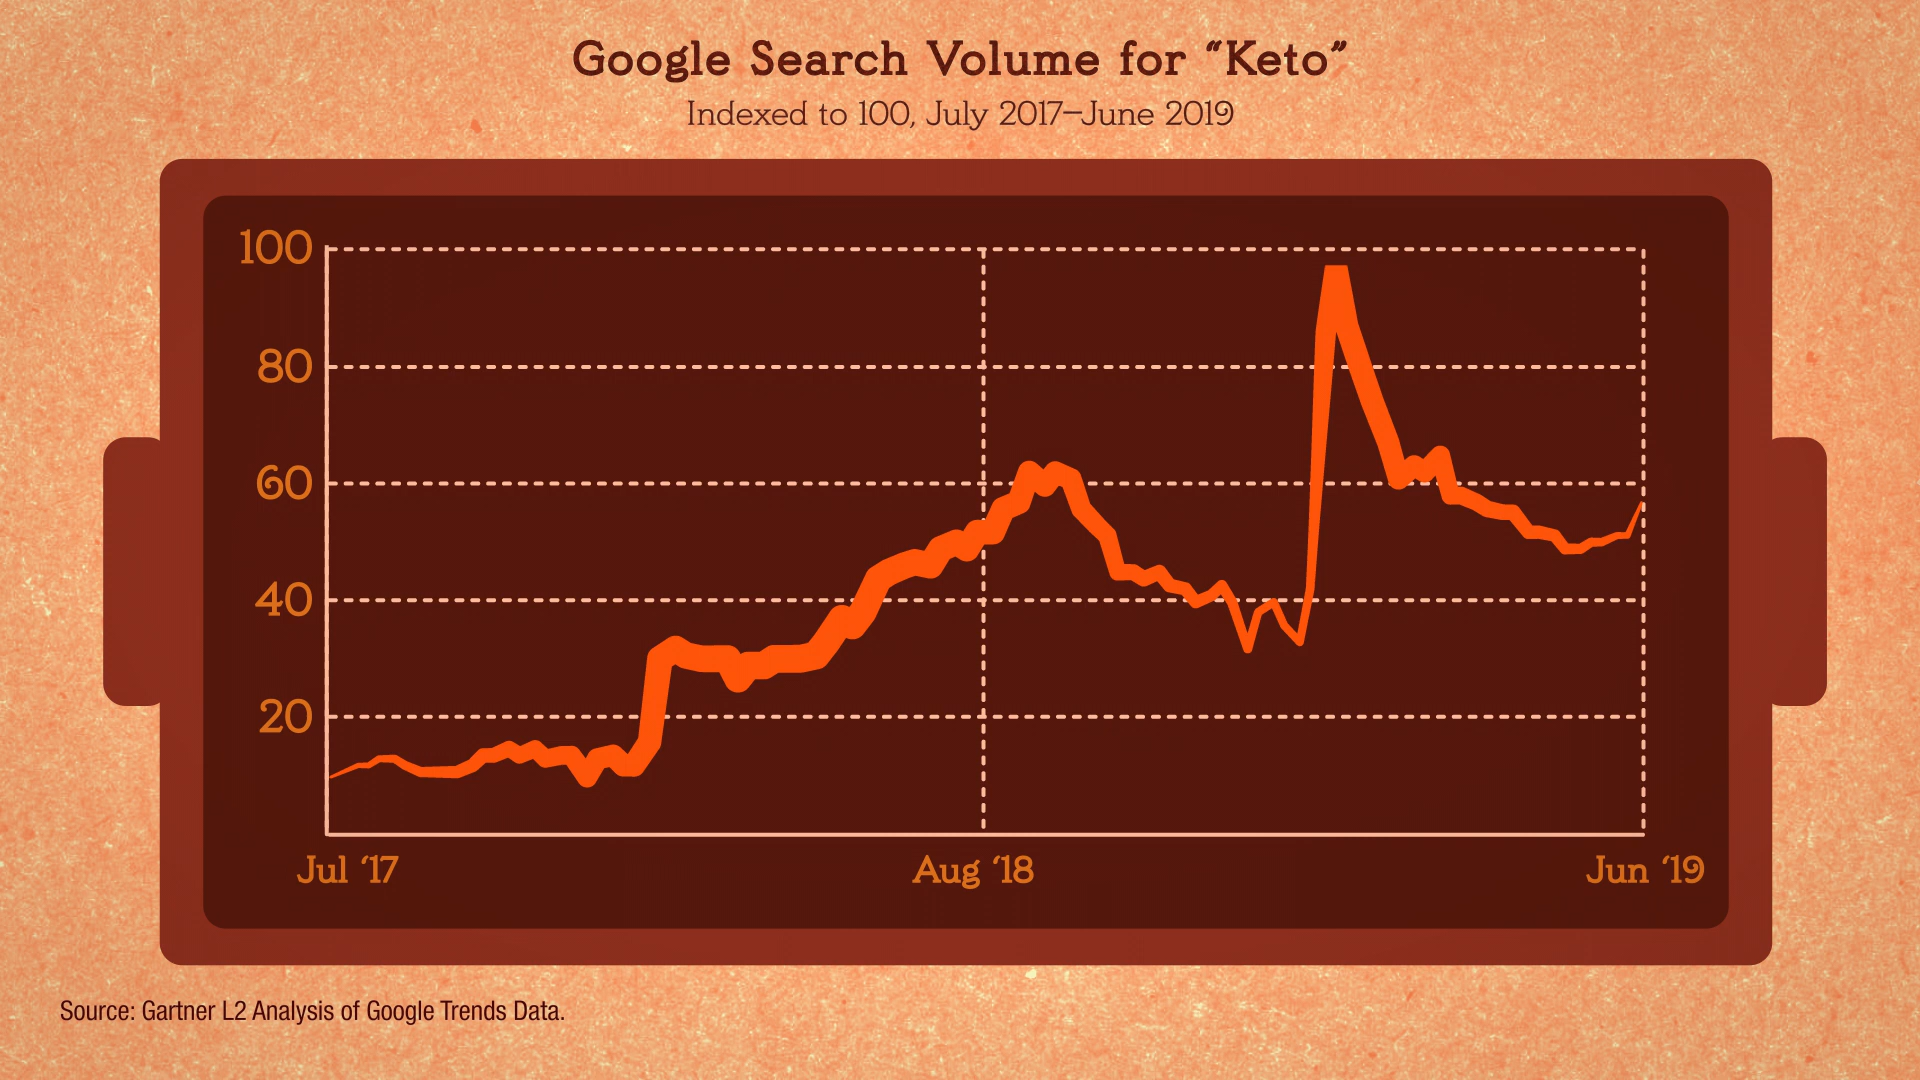 Google Search Volume for “Keto”
Indexed to 100, July 2017–June 2019
100
80
60
40
20
Jul ‘17
Aug ‘18
Jun ‘19
Source: Gartner L2 Analysis of Google Trends Data.